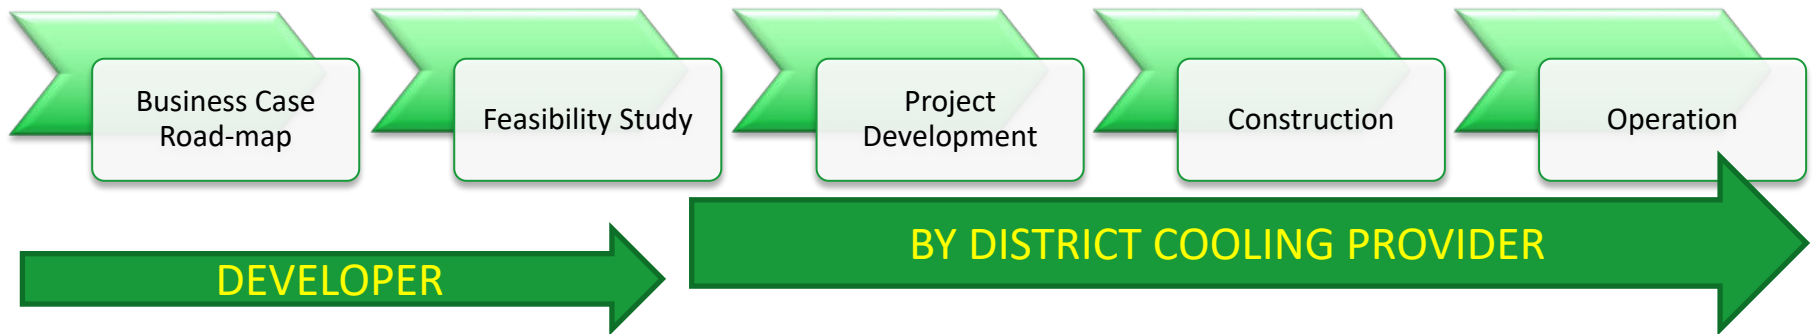 Business Case
Road-map
Feasibility Study
Project
Development
Construction
Operation
DEVELOPER
BY DISTRICT COOLING PROVIDER